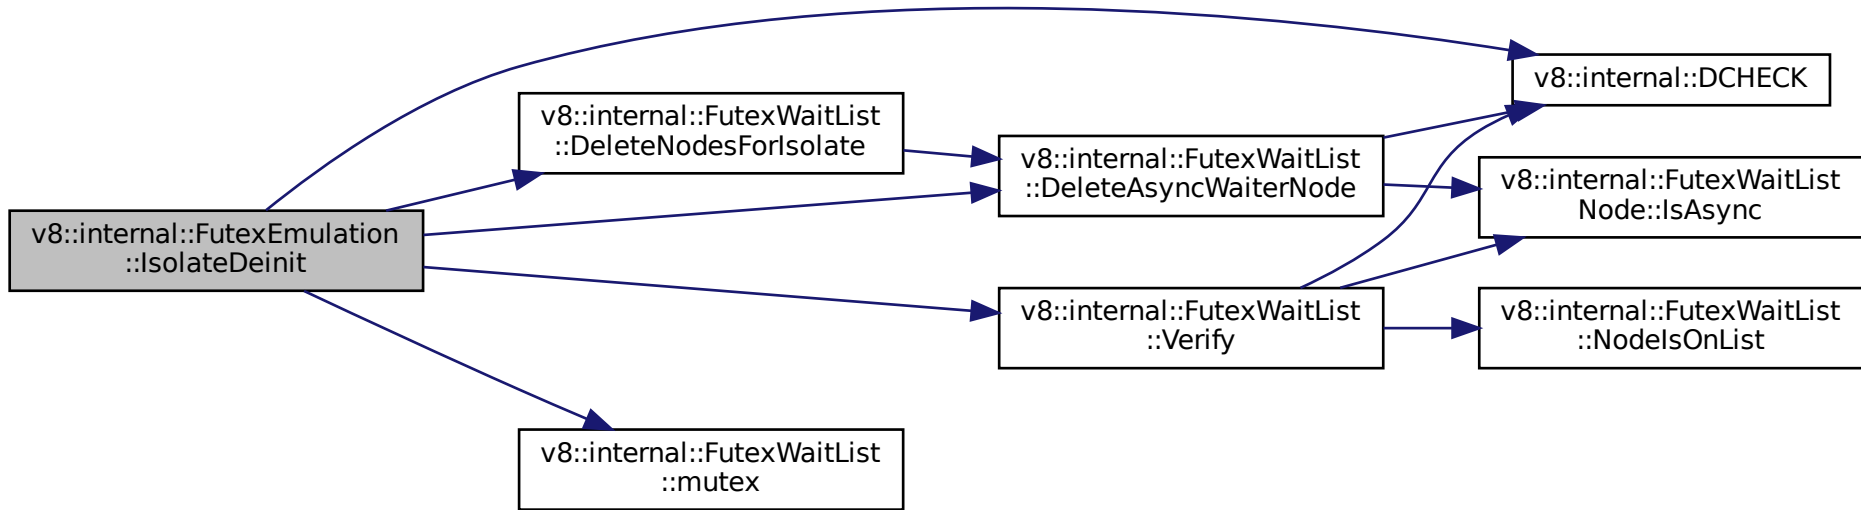 v8::internal::FutexEmulation
::IsolateDeinit
v8::internal::FutexWaitList
::DeleteNodesForIsolate
v8::internal::FutexWaitList
::mutex
v8::internal::FutexWaitList
::DeleteAsyncWaiterNode
v8::internal::FutexWaitList
::Verify
v8::internal::DCHECK
v8::internal::FutexWaitList
Node::IsAsync
v8::internal::FutexWaitList
::NodeIsOnList